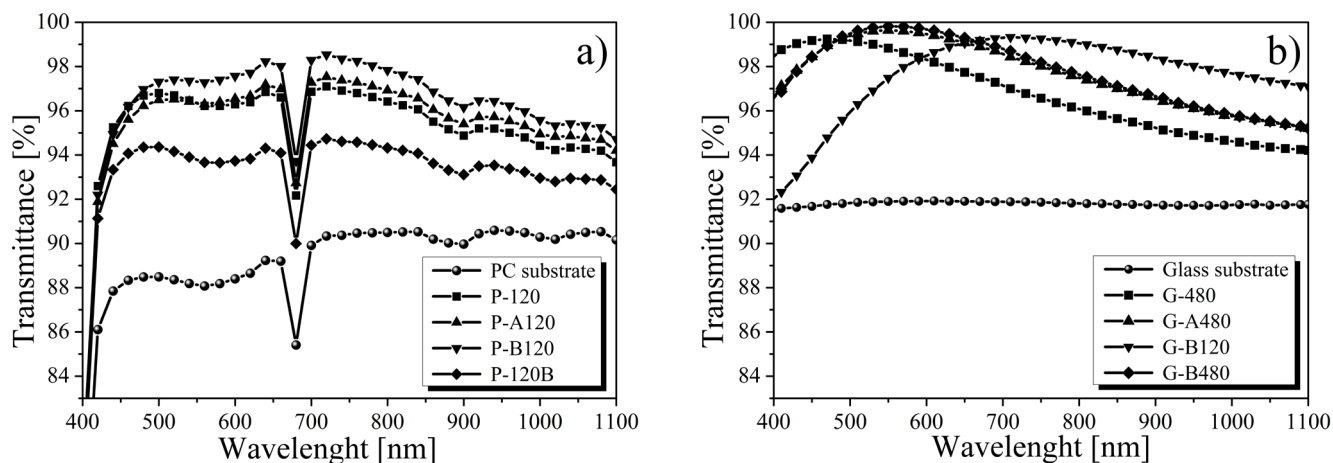 a)
Transmittance [%]
100
98
96
94
92
90
88
86
84
PC substrate
P-120
P-A120
P-B120
P-120B
400 500 600 700 800 900 1000 1100
Wavelenght [nm]
b)
Transmittance [%]
100
98
96
94
92
90
88
86
84
Glass substrate
G-480
G-A480
G-B120
G-B480
400 500 600 700 800 900 1000 1100
Wavelenght [nm]